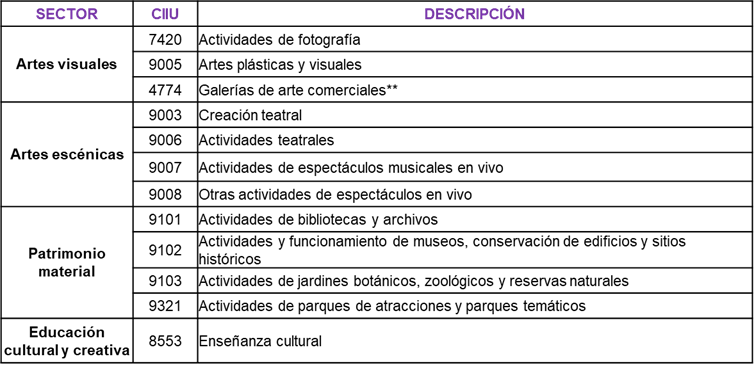 SECTOR CIIU DESCRIPCIÓN
Artes visuales
7420 Actividades de fotografía
9005 Artes plásticas y visuales
4774 Galerías de arte comerciales**
Artes escénicas
9003 Creación teatral
9006 Actividades teatrales
9007 Actividades de espectáculos musicales en vivo
9008 Otras actividades de espectáculos en vivo
Patrimonio
material
9101 Actividades de bibliotecas y archivos
9102 Actividades y funcionamiento de museos, conservación de edificios y sitios
históricos
9103 Actividades de jardines botánicos, zoológicos y reservas naturales
9321 Actividades de parques de atracciones y parques temáticos
Educación
cultural y creativa
8553 Enseñanza cultural